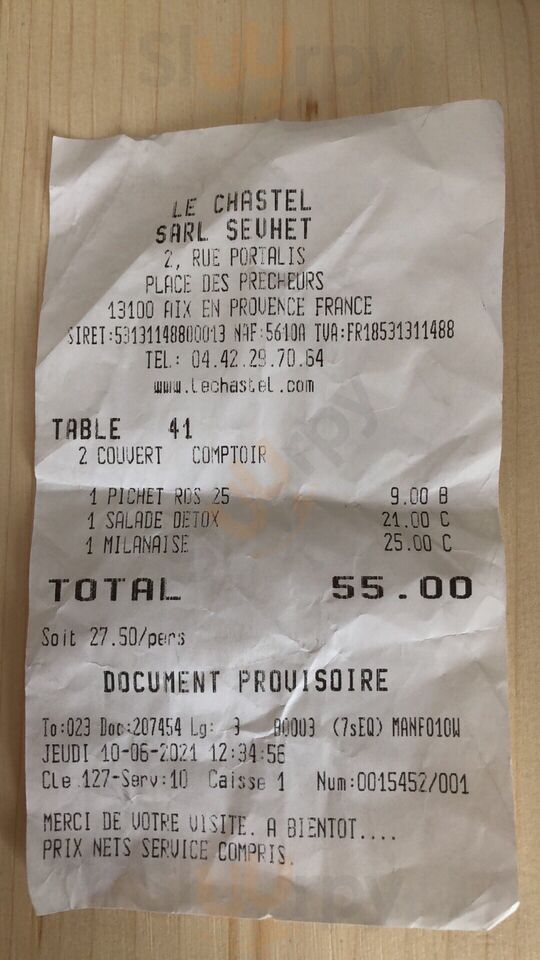 LE CHASTEL
SARL SEVHET
2, RUE PORTALIS
PLACE DES PRECHEURS
13100 AIX EN PROVENCE FRANCE
SIRET:53131148800013 NAF:5610A TVA:FR18531311488
TEL: 04.42.29.70.64
www.lechastel.com
TABLE 41
2 COUVERT COMPTOIR
1 PICHET ROS 25 9.00 B
1 SALADE DETOX 21.00 C
1 MILANAISE 25.00 C
TOTAL 55.00
Soit 27.50/pers
DOCUMENT PROVISOIRE
To:023 Doc:207454 Lg: 3 B0003 (7sEQ) MANF010W
JEUDI 10-06-2021 12:34:56
Cle 127-Serv:10 Caisse 1 Num:0015452/001
MERCI DE VOTRE VISITE. A BIENTOT....
PRIX NETS SERVICE COMPRIS.